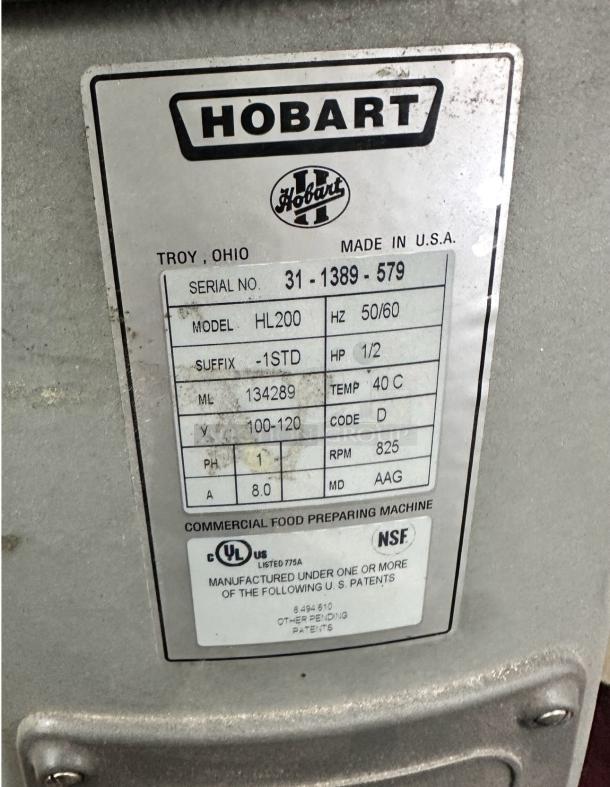 HOBART
Hobart
TROY, OHIO MADE IN U.S.A.
SERIAL NO. 31 - 1389 - 579
MODEL HL200 HZ 50/60
SUFFIX -1STD HP 1/2
ML 134289 TEMP 40 C
V 100-120 CODE D
PH 1 RPM 825
A 8.0 MD AAG
COMMERCIAL FOOD PREPARING MACHINE
C UL US NSF
LISTED 775A
MANUFACTURED UNDER ONE OR MORE
OF THE FOLLOWING U. S. PATENTS
6,494,610
OTHER PENDING
PATENTS